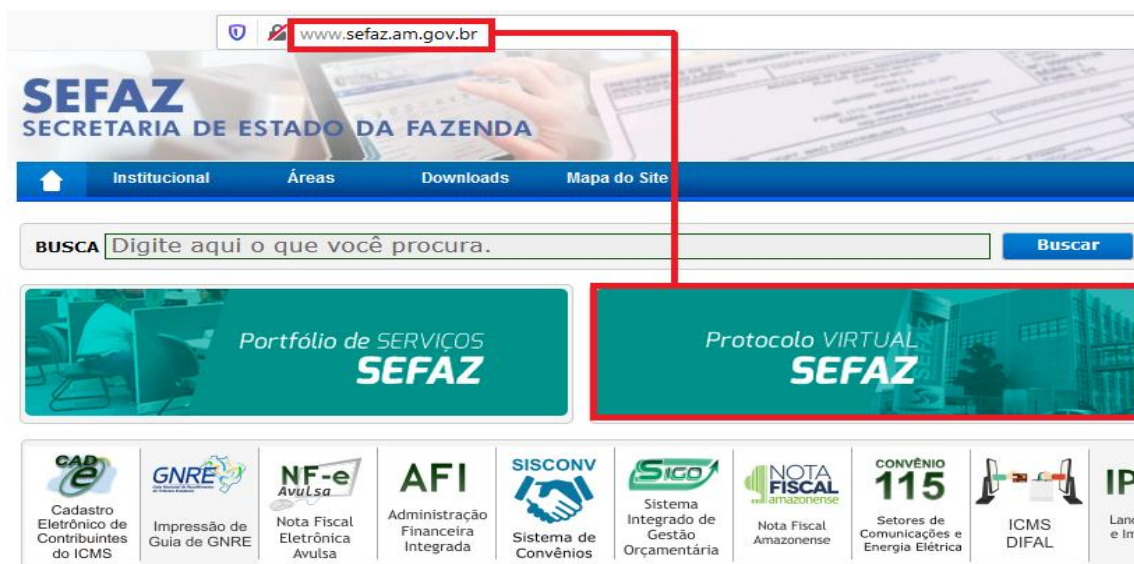 www.sefaz.am.gov.br
SEFAZ
SECRETARIA DE ESTADO DA FAZENDA
Institucional Áreas Downloads Mapa do Site
BUSCA Digite aqui o que você procura. Buscar
Portfólio de SERVIÇOS
SEFAZ
Protocolo VIRTUAL
SEFAZ
CAD
e
Cadastro
Eletrônico de
Contribuintes
do ICMS
GNRE
Impressão de
Guia de GNRE
NF-e
Avulsa
Nota Fiscal
Eletrônica
Avulsa
AFI
Administração
Financeira
Integrada
SISCONV
Sistema de
Convênios
SIGO
Sistema
Integrado de
Gestão
Orçamentária
NOTA
FISCAL
amazonense
Nota Fiscal
Amazonense
CONVÊNIO
115
Setores de
Comunicações e
Energia Elétrica
ICMS
DIFAL